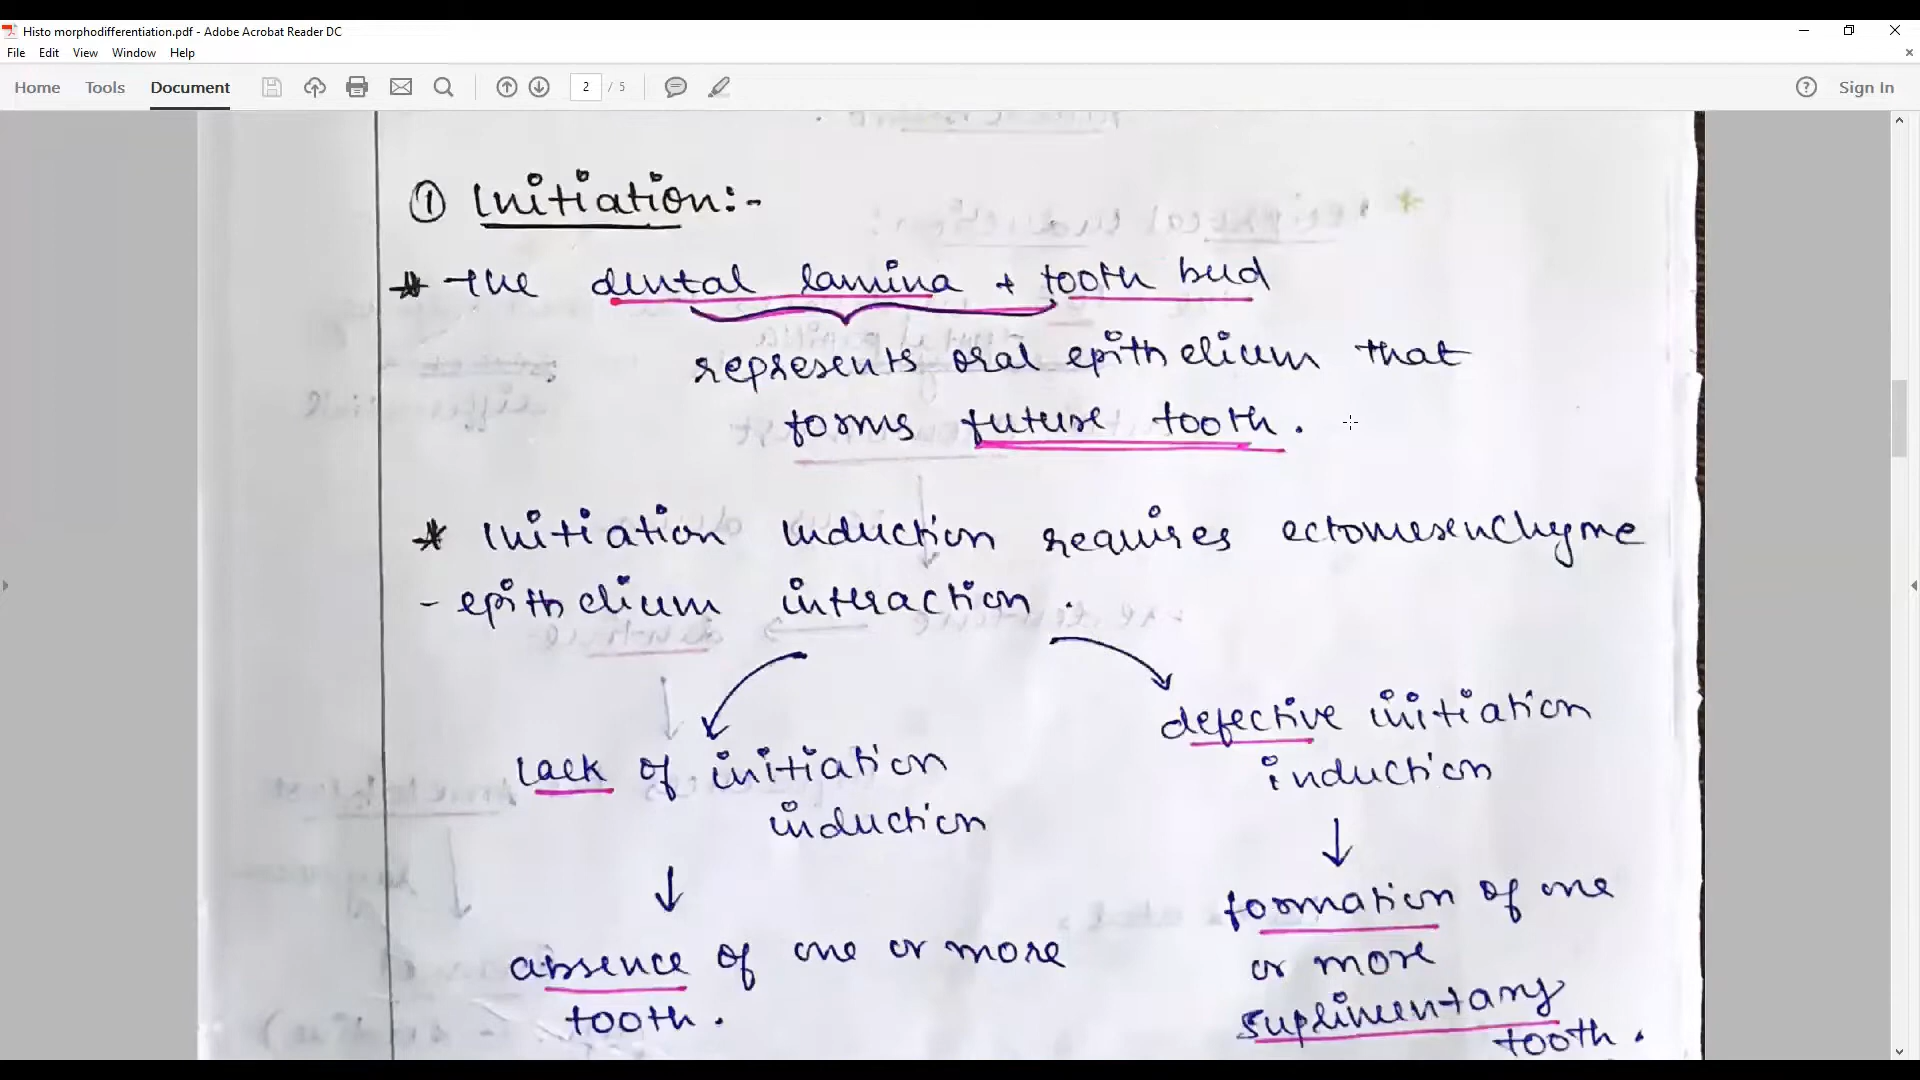 Histo morphodifferentiation.pdf - Adobe Acrobat Reader DC
File Edit View Window Help
Home Tools Document 2 / 5 Sign In
① Initiation:-
* the dental lamina + tooth bud
represents oral epithelium that
forms future tooth.
* Initiation induction requires ectomesenchyme
- epithelium interaction.
lack of initiation
induction
↓
absence of one or more
tooth.
defective initiation
induction
↓
formation of one
or more
suplimentary
tooth.